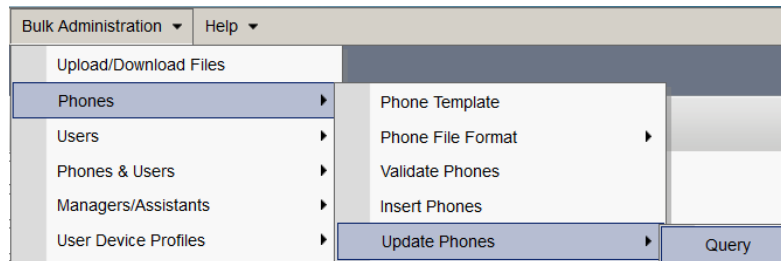 Bulk Administration Help
Upload/Download Files
Phones
Phone Template
Users
Phone File Format
Phones & Users
Validate Phones
Managers/Assistants
Insert Phones
User Device Profiles
Update Phones
Query